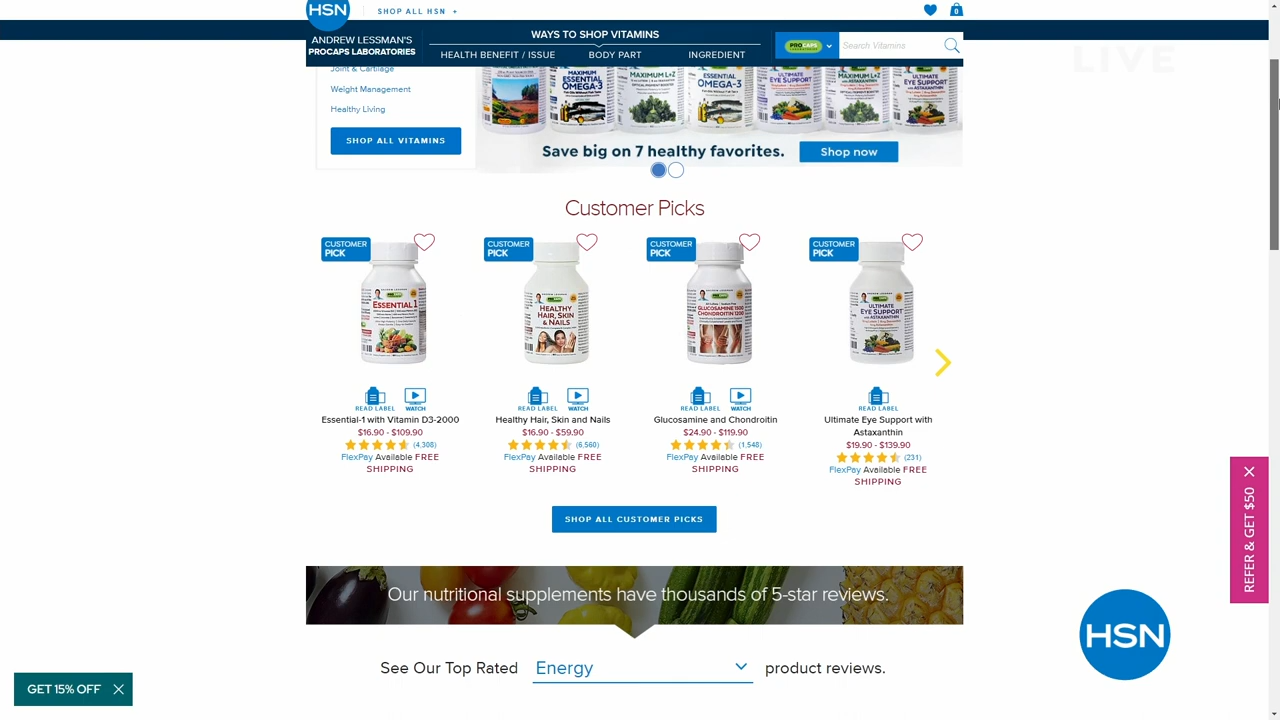 HSN
SHOP ALL HSN +
0
ANDREW LESSMAN'S
PROCAPS LABORATORIES
WAYS TO SHOP VITAMINS
HEALTH BENEFIT / ISSUE BODY PART INGREDIENT
PROCAPS
Search Vitamins
LIVE
Joint & Cartilage
Weight Management
Healthy Living
SHOP ALL VITAMINS
MAXIMUM ESSENTIAL OMEGA-3
MAXIMUM L+Z
ESSENTIAL OMEGA-3
ULTIMATE EYE SUPPORT
MAXIMUM L+Z
ULTIMATE EYE SUPPORT
Save big on 7 healthy favorites.
Shop now
Customer Picks
CUSTOMER PICK
CUSTOMER PICK
CUSTOMER PICK
CUSTOMER PICK
ESSENTIAL 1
HEALTHY HAIR, SKIN & NAILS
GLUCOSAMINE 1500 CHONDROITIN 1200
ULTIMATE EYE SUPPORT WITH ASTAXANTHIN
READ LABEL WATCH READ LABEL WATCH READ LABEL WATCH READ LABEL
Essential-1 with Vitamin D3-2000
$16.90 - $109.90
(4,308)
FlexPay Available FREE
SHIPPING
Healthy Hair, Skin and Nails
$16.90 - $59.90
(6,560)
FlexPay Available FREE
SHIPPING
Glucosamine and Chondroitin
$24.90 - $119.90
(1,548)
FlexPay Available FREE
SHIPPING
Ultimate Eye Support with
Astaxanthin
$19.90 - $139.90
(231)
FlexPay Available FREE
SHIPPING
SHOP ALL CUSTOMER PICKS
Our nutritional supplements have thousands of 5-star reviews.
See Our Top Rated Energy product reviews.
REFER & GET $50
HSN
GET 15% OFF